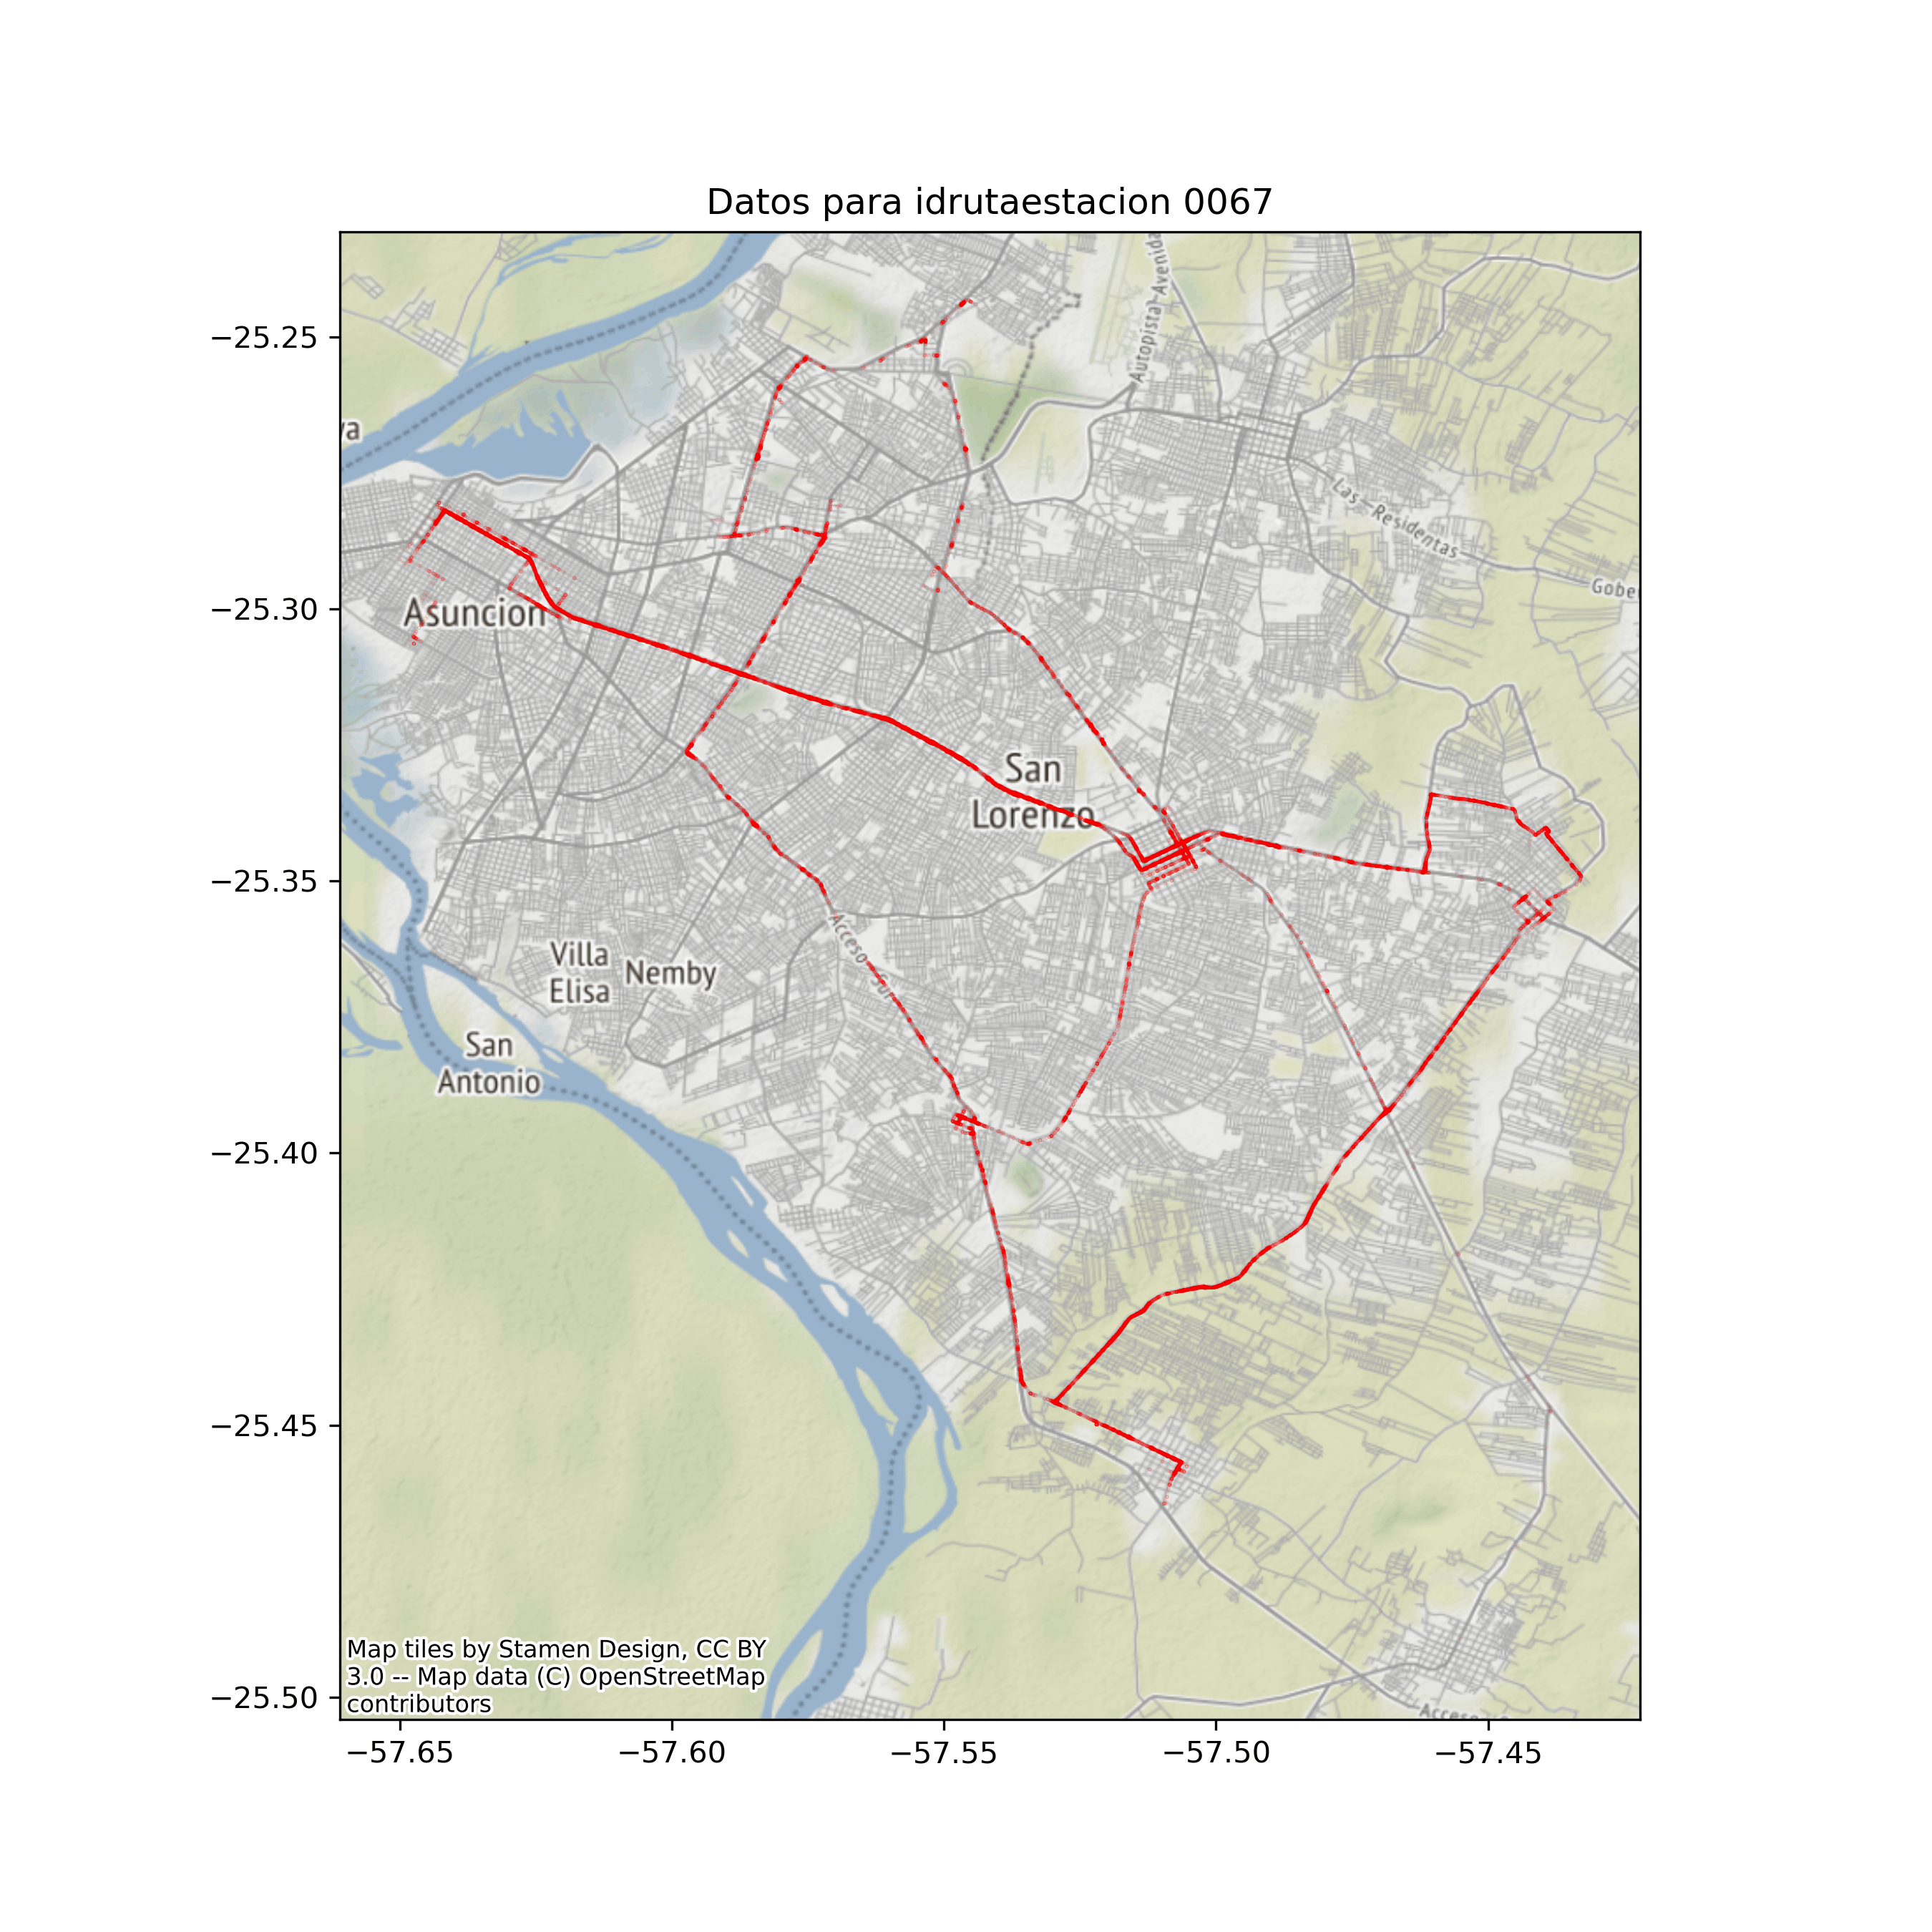 Datos para idrutaestacion 0067
−25.25
−25.30
−25.35
−25.40
−25.45
−25.50
−57.65
−57.60
−57.55
−57.50
−57.45
Autopista Avenida
va
Las Residentas
Gober
Asuncion
San
Lorenzo
Acceso Sur
Villa
Elisa
Nemby
San
Antonio
Acceso
Map tiles by Stamen Design, CC BY
3.0 -- Map data (C) OpenStreetMap
contributors